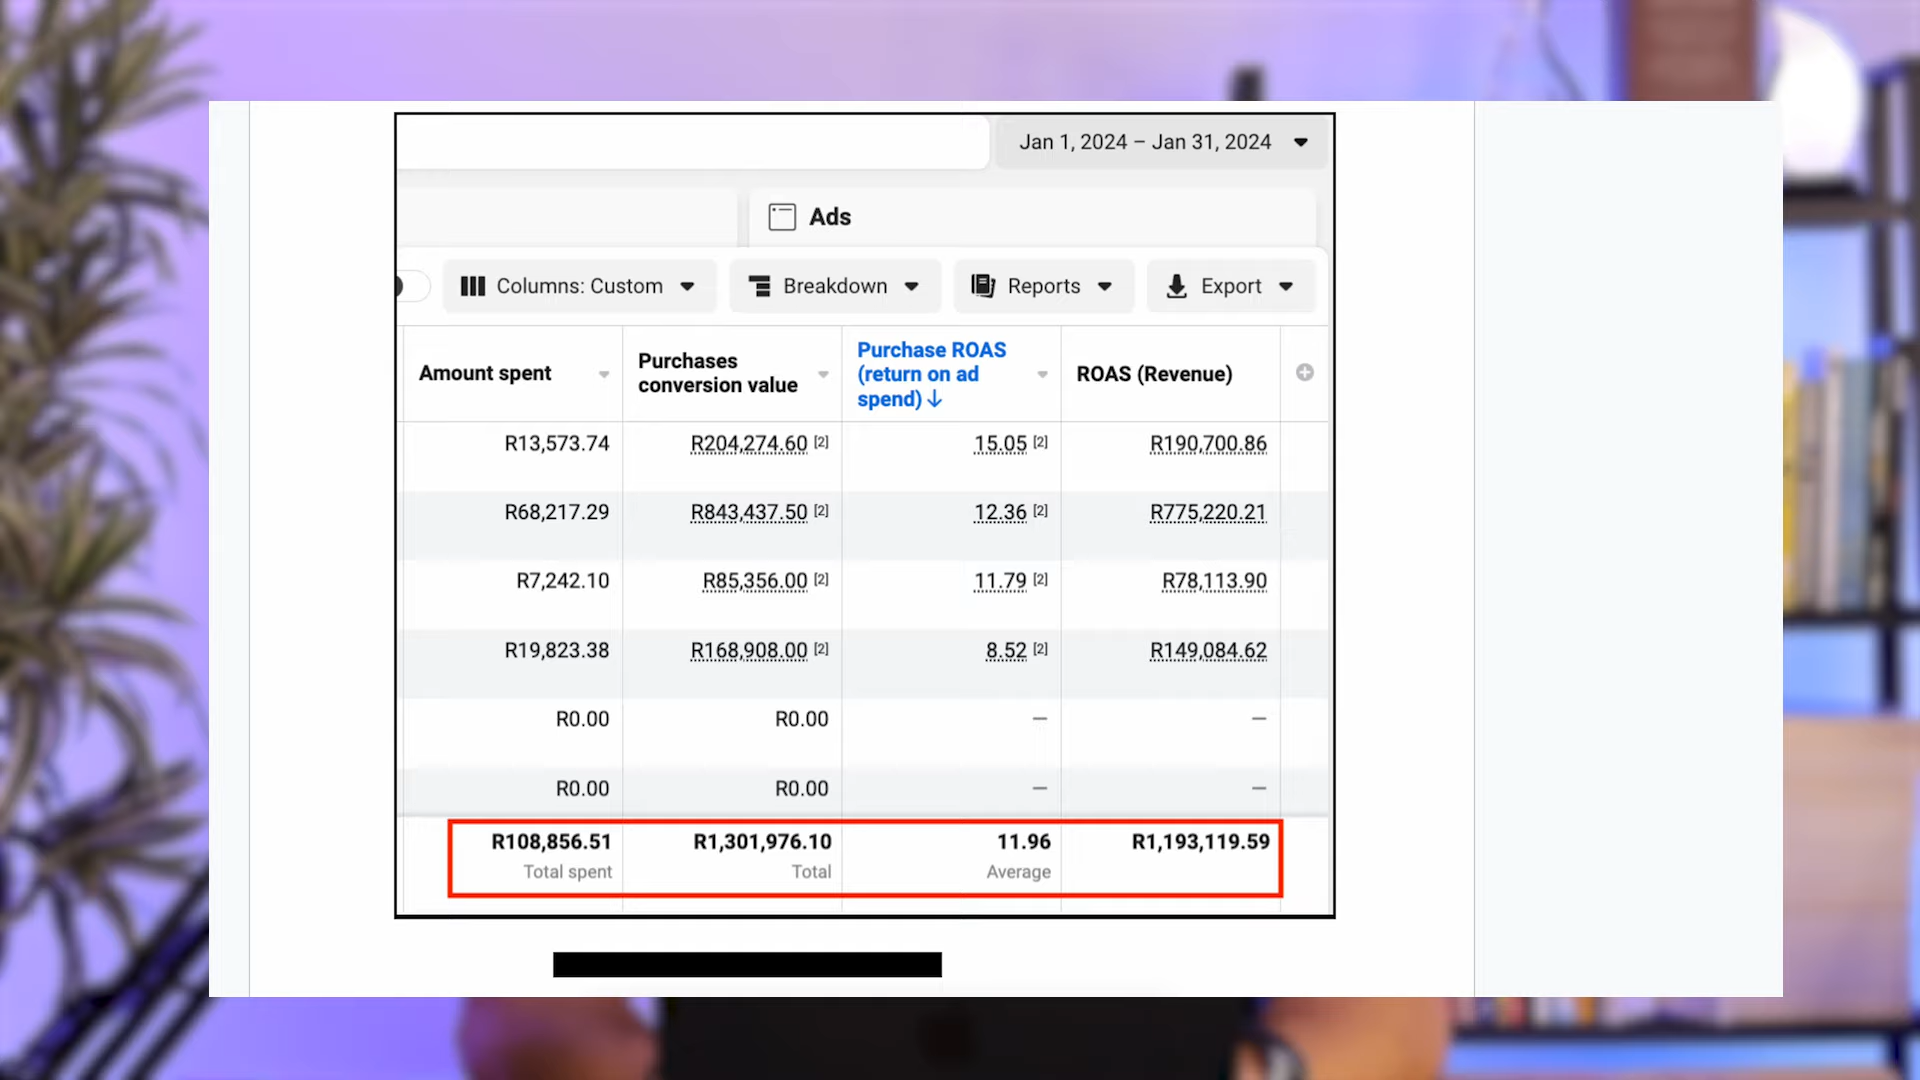 Jan 1, 2024 – Jan 31, 2024
Ads
Columns: Custom Breakdown Reports Export
Amount spent Purchases conversion value Purchase ROAS (return on ad spend) ↓ ROAS (Revenue)
R13,573.74 R204,274.60 [2] 15.05 [2] R190,700.86
R68,217.29 R843,437.50 [2] 12.36 [2] R775,220.21
R7,242.10 R85,356.00 [2] 11.79 [2] R78,113.90
R19,823.38 R168,908.00 [2] 8.52 [2] R149,084.62
R0.00 R0.00 — —
R0.00 R0.00 — —
R108,856.51 R1,301,976.10 11.96 R1,193,119.59
Total spent Total Average